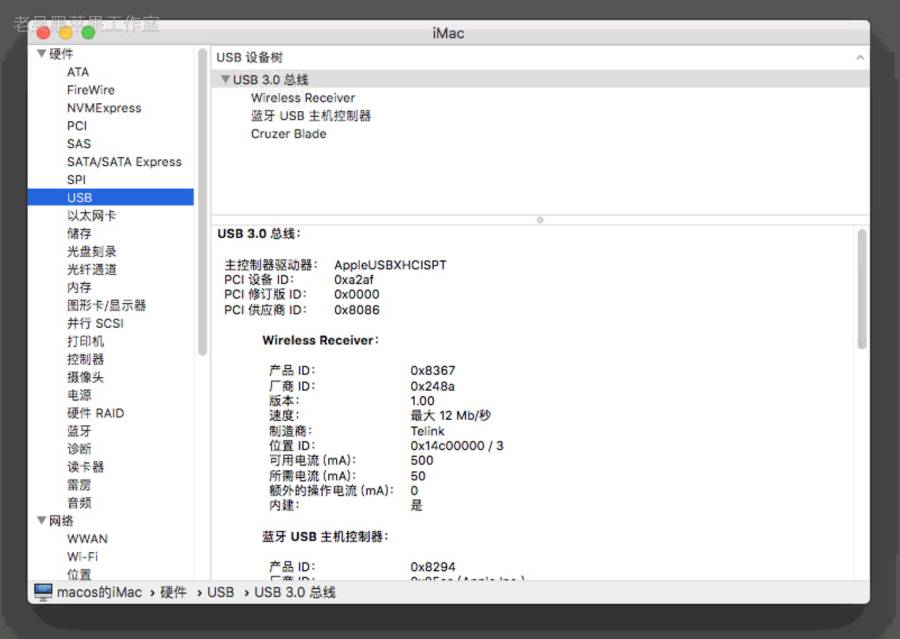 老吴黑苹果工作室
iMac
硬件
ATA
FireWire
NVMExpress
PCI
SAS
SATA/SATA Express
SPI
USB
以太网卡
储存
光盘刻录
光纤通道
内存
图形卡/显示器
并行 SCSI
打印机
控制器
摄像头
电源
硬件 RAID
蓝牙
诊断
读卡器
雷雳
音频
网络
WWAN
Wi-Fi
位置
USB 设备树
USB 3.0 总线
Wireless Receiver
蓝牙 USB 主机控制器
Cruzer Blade
USB 3.0 总线：
主控制器驱动器： AppleUSBXHCISPT
PCI 设备 ID： 0xa2af
PCI 修订版 ID： 0x0000
PCI 供应商 ID： 0x8086
Wireless Receiver：
产品 ID： 0x8367
厂商 ID： 0x248a
版本： 1.00
速度： 最大 12 Mb/秒
制造商： Telink
位置 ID： 0x14c00000 / 3
可用电流 (mA)： 500
所需电流 (mA)： 50
额外的操作电流 (mA)： 0
内建： 是
蓝牙 USB 主机控制器：
产品 ID： 0x8294
厂商 ID： 0x05ac (Apple Inc.)
macos的iMac › 硬件 › USB › USB 3.0 总线